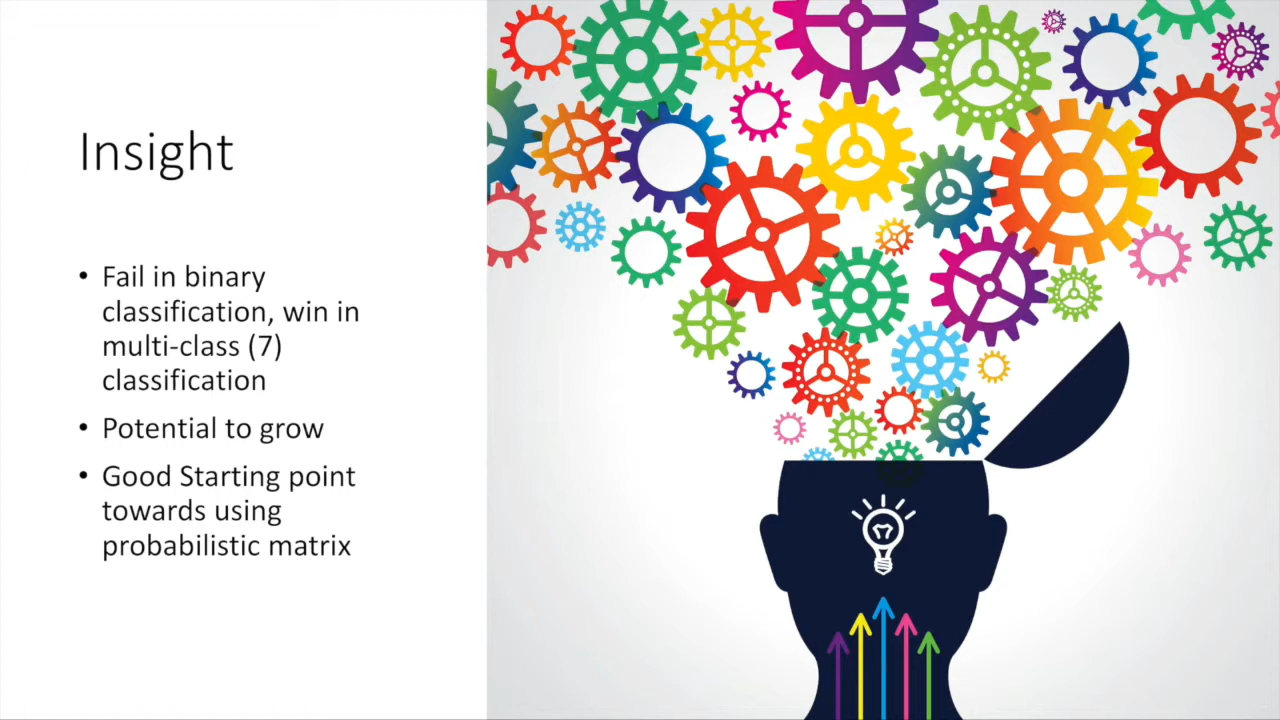 Insight
• Fail in binary
classification, win in
multi-class (7)
classification
• Potential to grow
• Good Starting point
towards using
probabilistic matrix